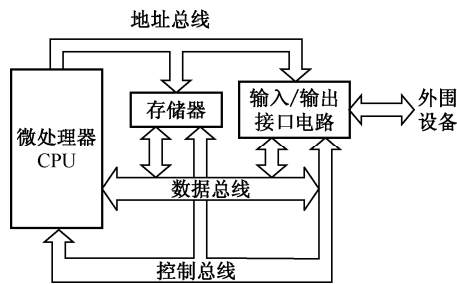 地址总线
微处理器
CPU
存储器
输入/输出
接口电路
外围
设备
数据总线
控制总线